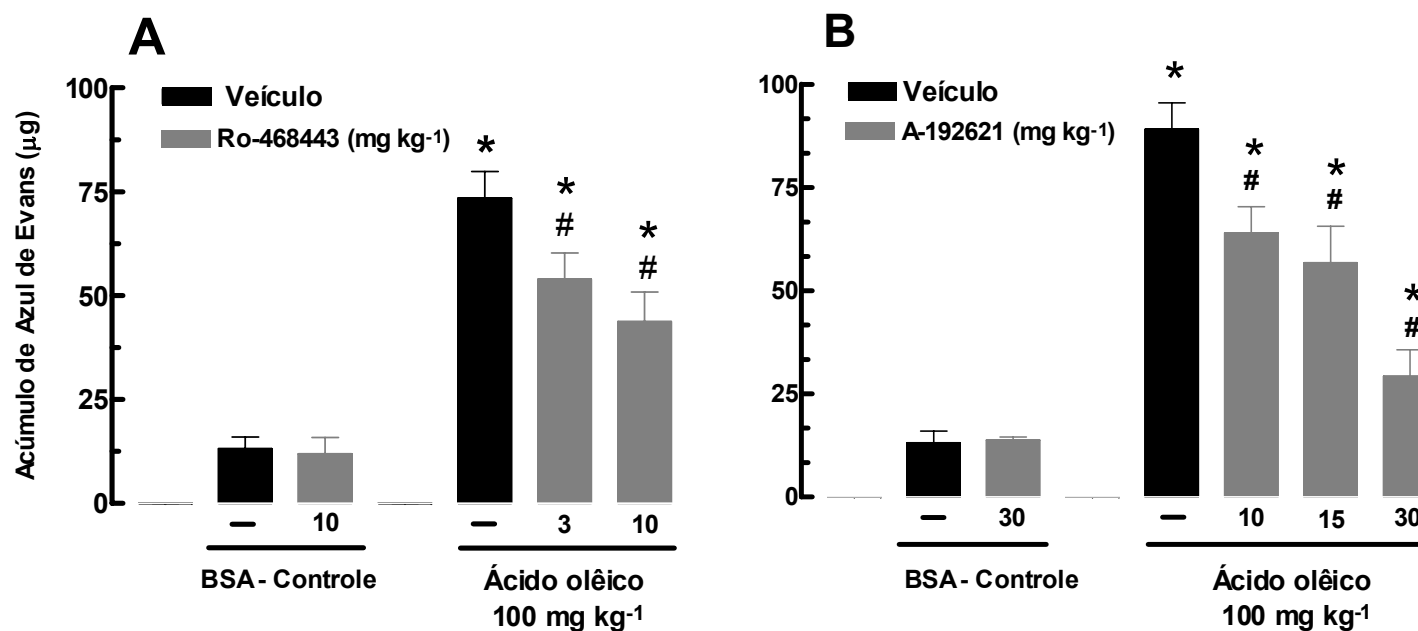 A
Acúmulo de Azul de Evans (μg)
100
75
50
25
0
Veículo
Ro-468443 (mg kg-1)
*
*
#
*
#
– 10 – 3 10
BSA - Controle
Ácido olêico
100 mg kg-1
B
100
75
50
25
0
Veículo
A-192621 (mg kg-1)
*
*
#
*
#
*
#
– 30 – 10 15 30
BSA - Controle
Ácido olêico
100 mg kg-1